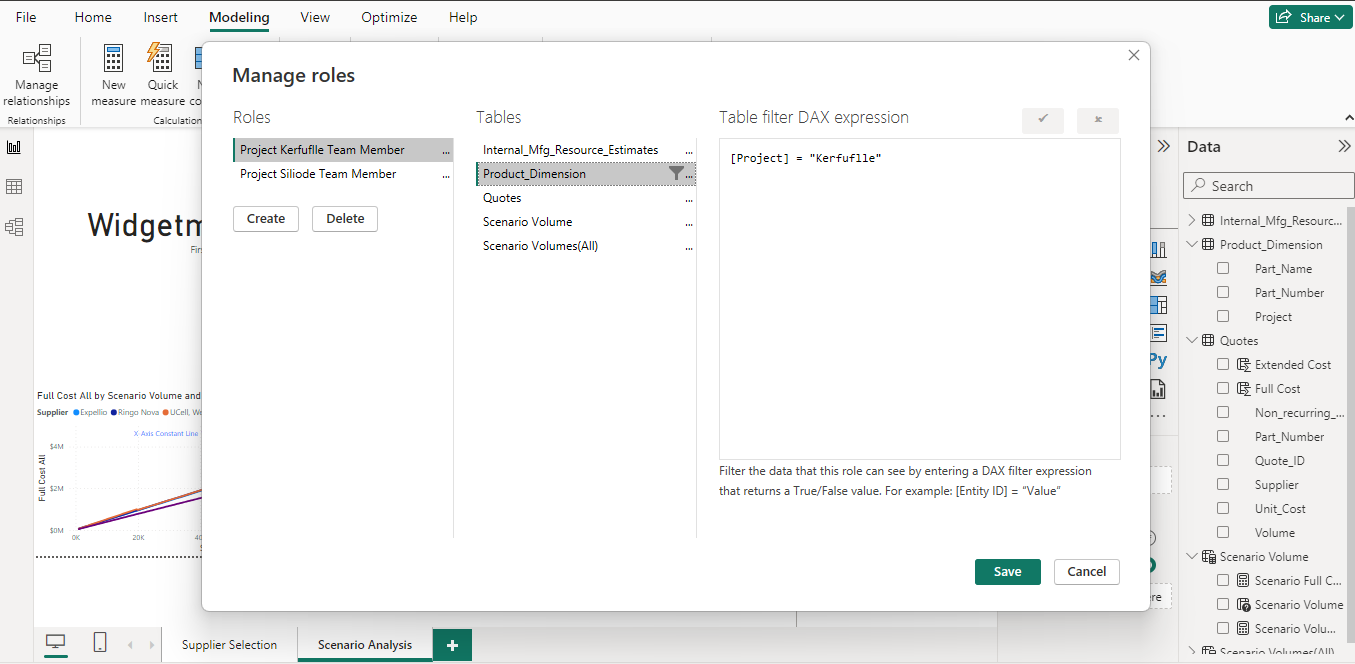 File Home Insert Modeling View Optimize Help
Share
Manage relationships
New measure
Quick measure
Relationships
Calculation
Manage roles
Roles
Project Kerfuflle Team Member ...
Project Siliode Team Member ...
Create Delete
Tables
Internal_Mfg_Resource_Estimates ...
Product_Dimension ...
Quotes ...
Scenario Volume ...
Scenario Volumes(All) ...
Table filter DAX expression
[Project] = "Kerfuflle"
Filter the data that this role can see by entering a DAX filter expression
that returns a True/False value. For example: [Entity ID] = “Value”
Save Cancel
Full Cost All by Scenario Volume and
Supplier Expellio Ringo Nova UCell,
X-Axis Constant Line
Full Cost All
$4M
$2M
$0M
0K 20K
Data
Search
Internal_Mfg_Resourc...
Product_Dimension
Part_Name
Part_Number
Project
Quotes
Extended Cost
Full Cost
Non_recurring_...
Part_Number
Quote_ID
Supplier
Unit_Cost
Volume
Scenario Volume
Scenario Full C...
Scenario Volume
Scenario Volu...
Scenario Volumes(All)
Py
Supplier Selection Scenario Analysis +